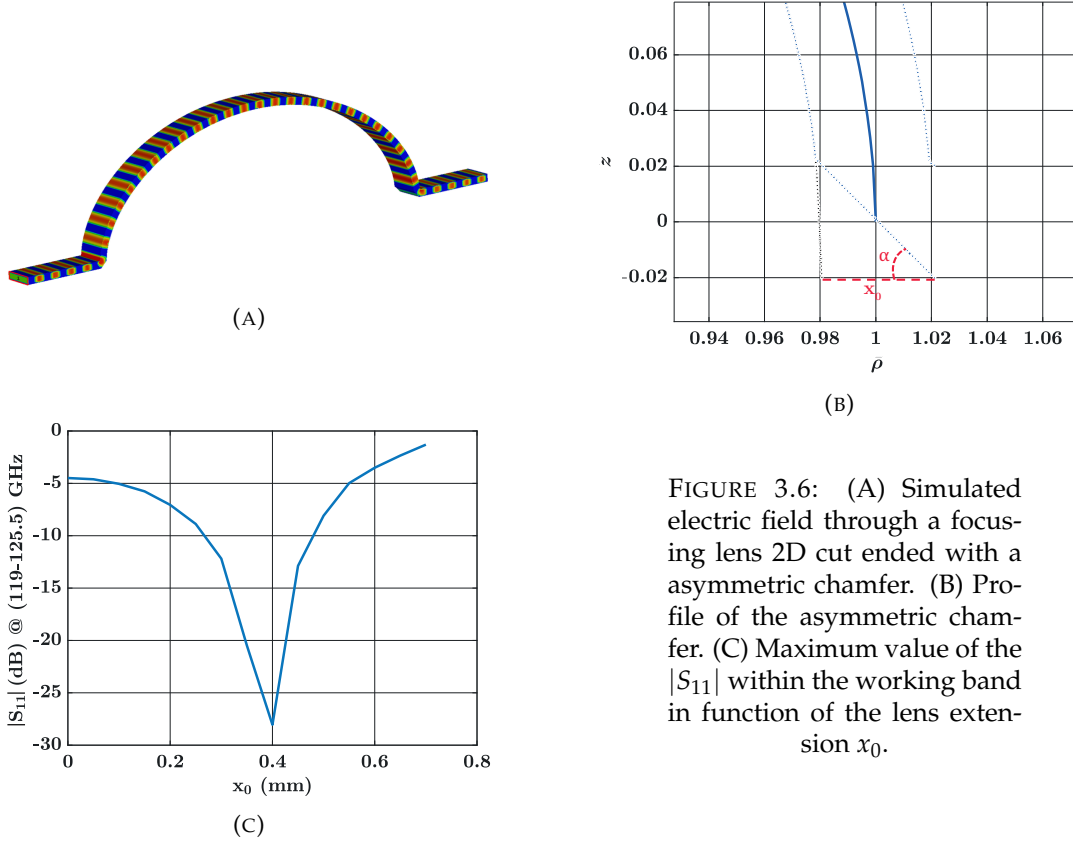 (A)
0.06
0.04
0.02
0
-0.02
z
α
x0
0.94 0.96 0.98 1 1.02 1.04 1.06
ρ̄
(B)
0
-5
-10
-15
-20
-25
-30
|S11| (dB) @ (119-125.5) GHz
0 0.2 0.4 0.6 0.8
x0 (mm)
(C)
FIGURE 3.6: (A) Simulated
electric field through a focus-
ing lens 2D cut ended with a
asymmetric chamfer. (B) Pro-
file of the asymmetric cham-
fer. (C) Maximum value of the
|S11| within the working band
in function of the lens exten-
sion x0.